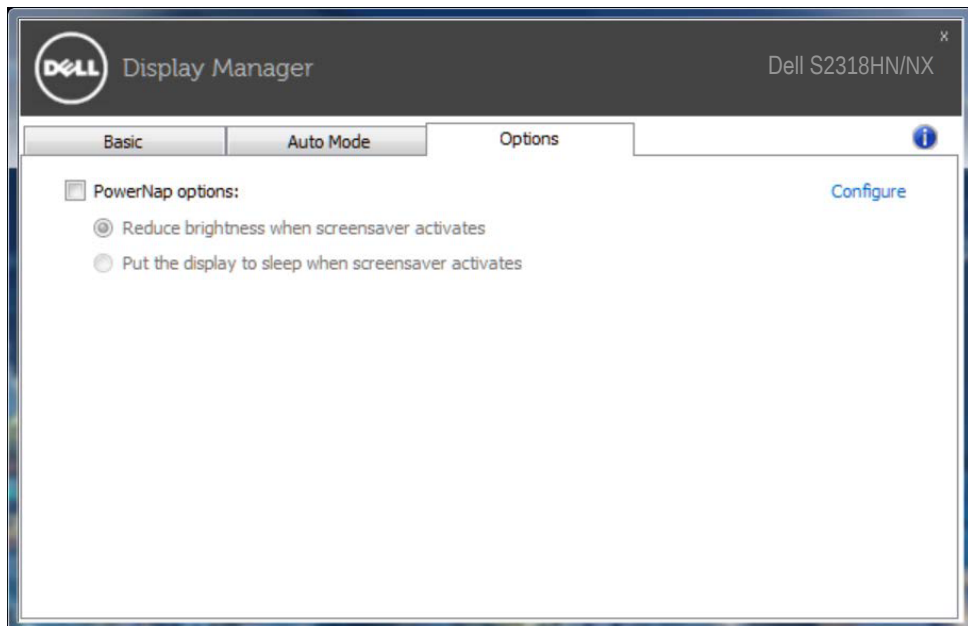 DELL Display Manager
x
Dell S2318HN/NX
Basic Auto Mode Options i
PowerNap options: Configure
Reduce brightness when screensaver activates
Put the display to sleep when screensaver activates